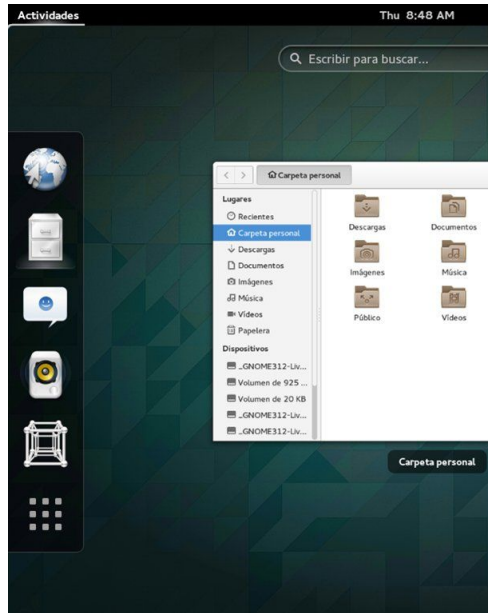 Actividades
Thu 8:48 AM
Escribir para buscar...
Carpeta personal
Lugares
Recientes
Carpeta personal
Descargas
Documentos
Imágenes
Música
Vídeos
Papelera
Dispositivos
_GNOME312-Liv...
Volumen de 925 ...
Volumen de 20 KB
_GNOME312-Liv...
_GNOME312-Liv...
Descargas
Documentos
Imágenes
Música
Público
Vídeos
Carpeta personal